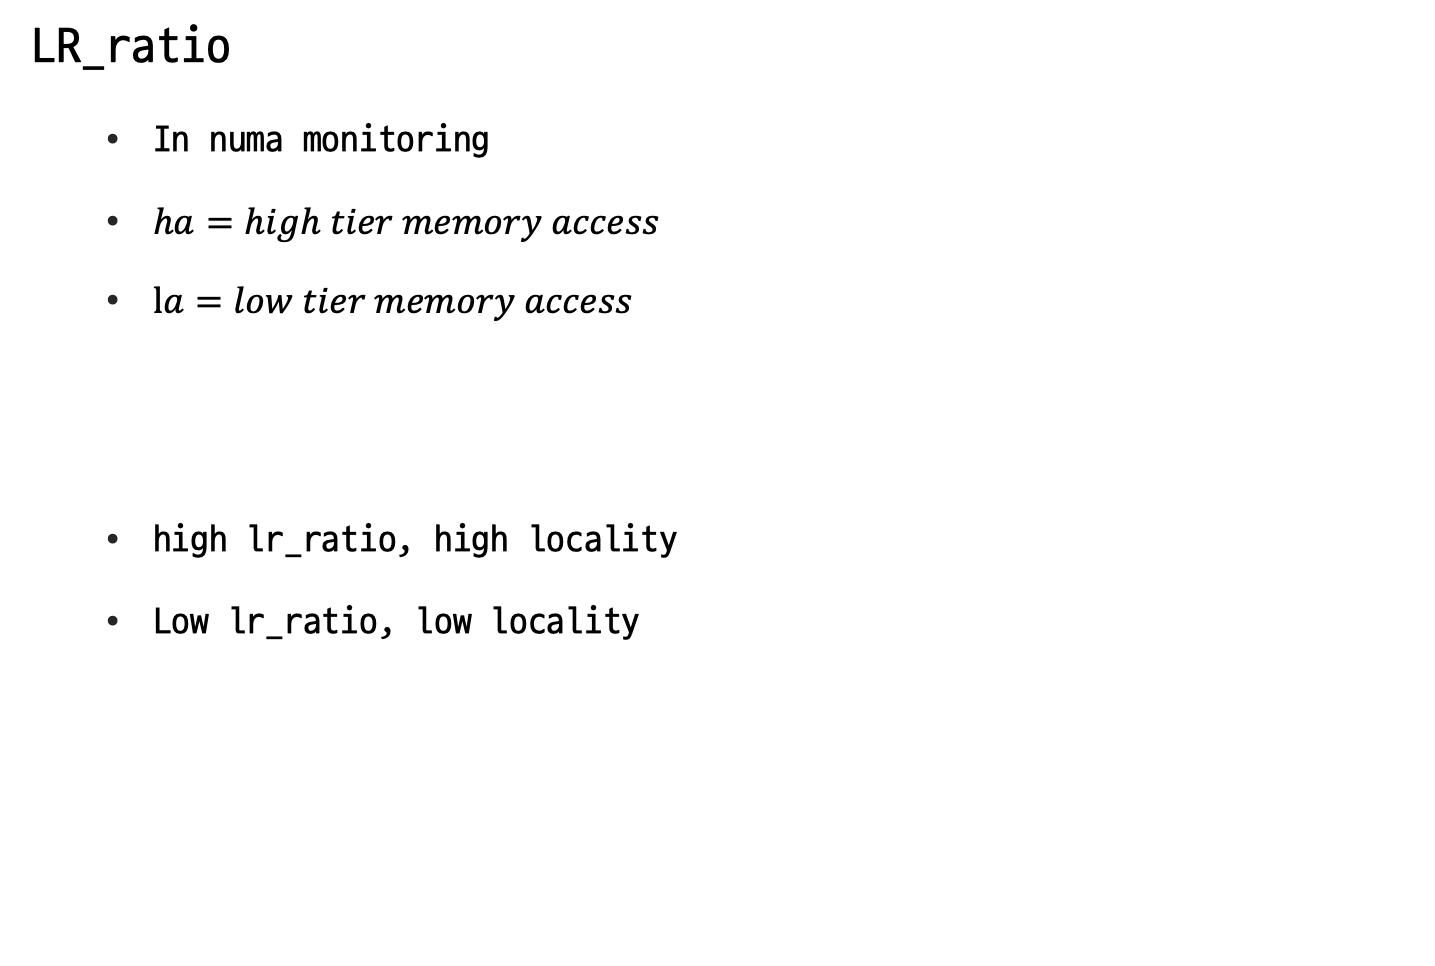 LR_ratio
• In numa monitoring
• ha = high tier memory access
• la = low tier memory access
• high lr_ratio, high locality
• Low lr_ratio, low locality